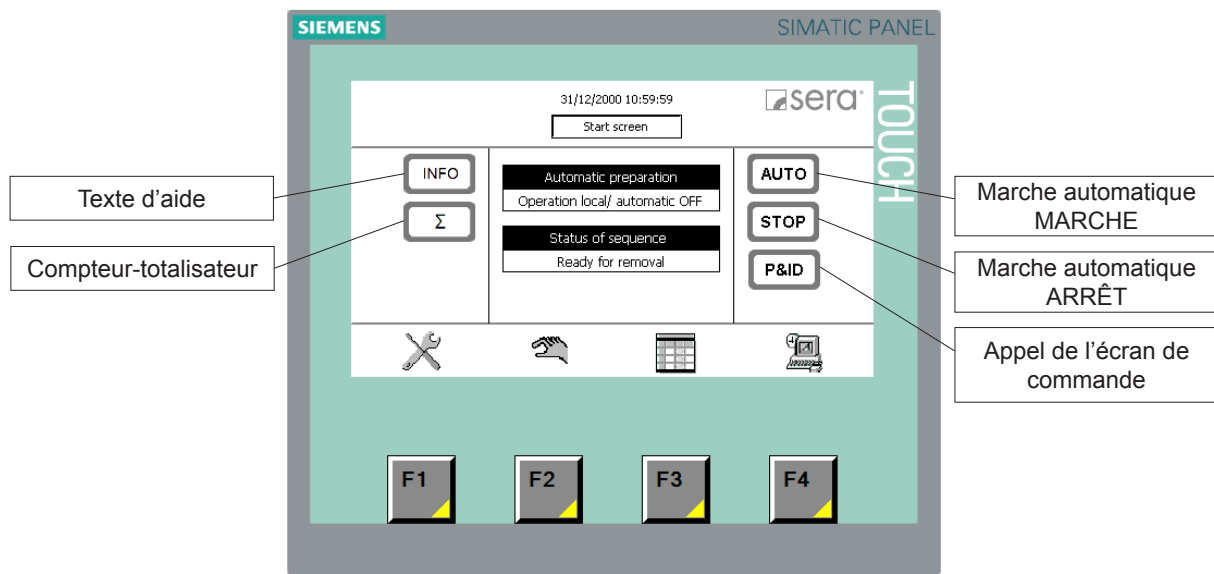 SIEMENS
SIMATIC PANEL
TOUCH
31/12/2000 10:59:59
sera
Start screen
INFO
Σ
Automatic preparation
Operation local/ automatic OFF
Status of sequence
Ready for removal
AUTO
STOP
P&ID
Texte d’aide
Compteur-totalisateur
Marche automatique
MARCHE
Marche automatique
ARRÊT
Appel de l’écran de
commande
F1
F2
F3
F4